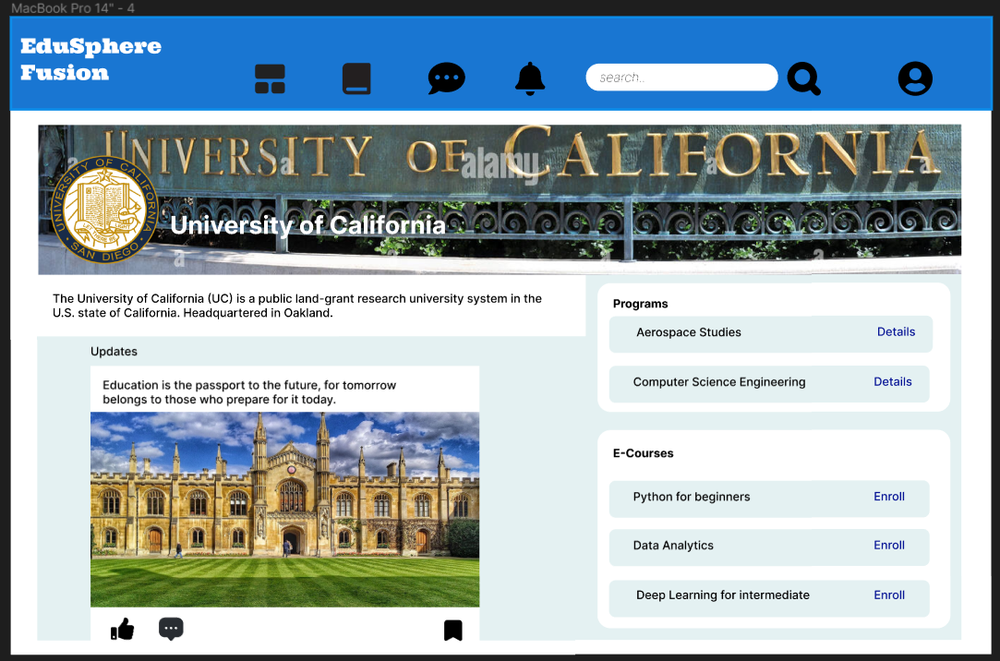 MacBook Pro 14" - 4
EduSphere
Fusion
search..
UNIVERSITY OF CALIFORNIA
a a alamy a a
UNIVERSITY OF CALIFORNIA
SAN DIEGO
University of California
a a a a
The University of California (UC) is a public land-grant research university system in the
U.S. state of California. Headquartered in Oakland.
Updates
Education is the passport to the future, for tomorrow
belongs to those who prepare for it today.
Programs
Aerospace Studies Details
Computer Science Engineering Details
E-Courses
Python for beginners Enroll
Data Analytics Enroll
Deep Learning for intermediate Enroll